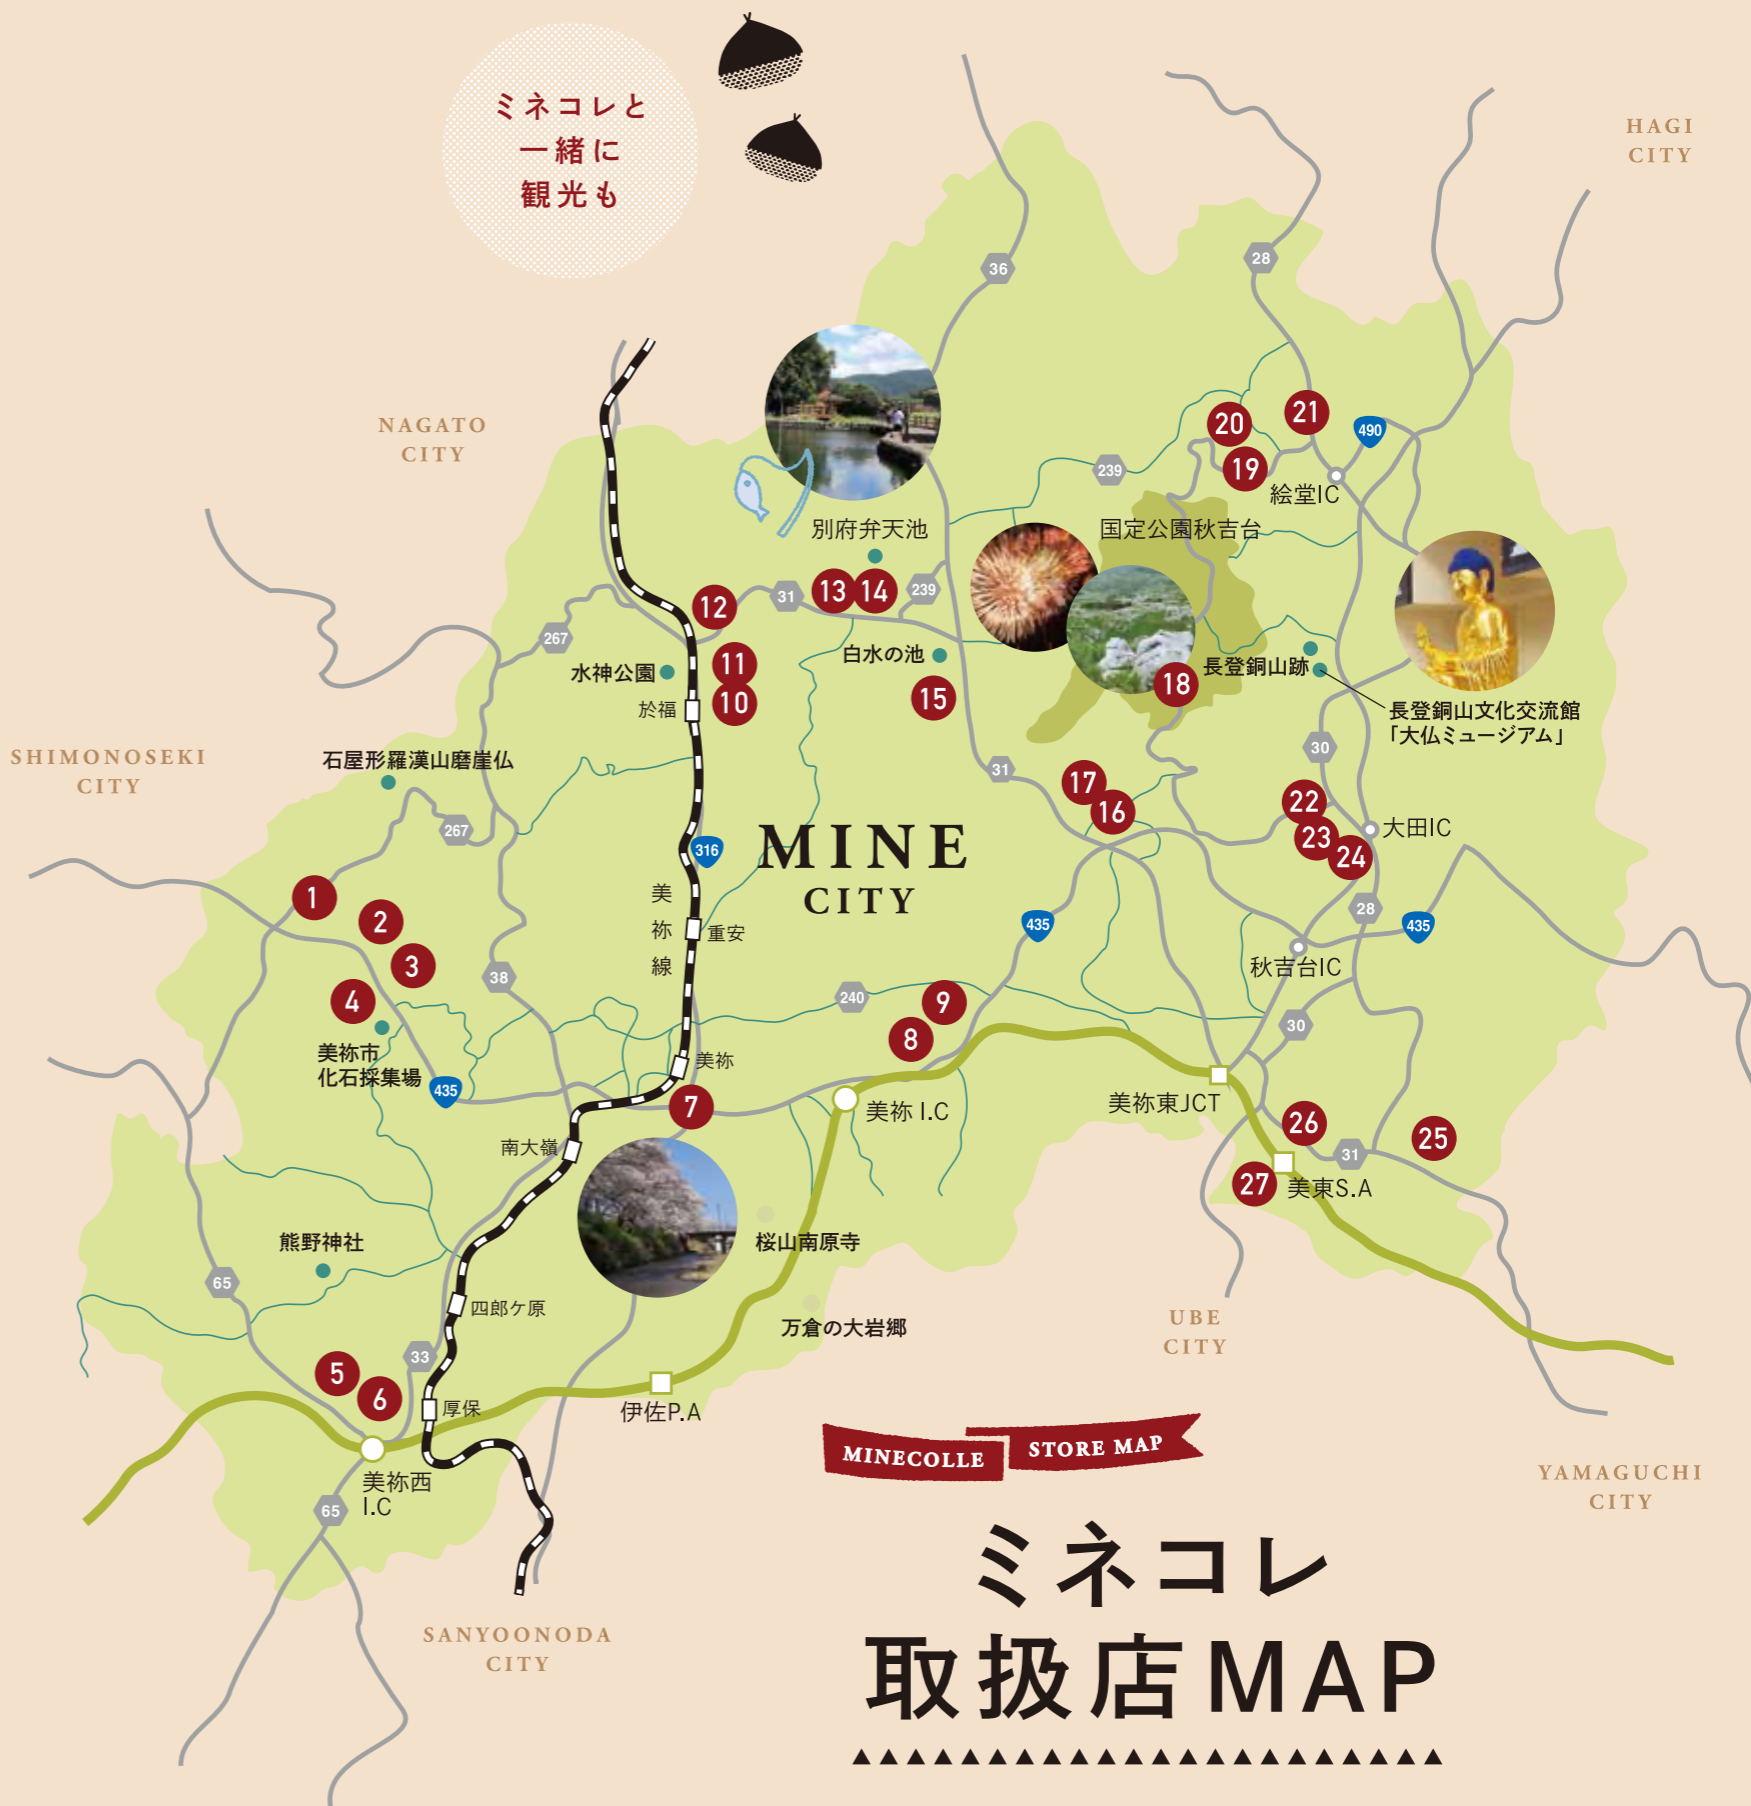 ミネコレと
一緒に
観光も
HAGI
CITY
36
28
NAGATO
CITY
20
21
490
239
19
絵堂IC
別府弁天池
国定公園秋吉台
12
31
13
14
239
267
11
白水の池
水神公園
10
於福
15
18
長登銅山跡
長登銅山文化交流館
「大仏ミュージアム」
30
SHIMONOSEKI
CITY
石屋形羅漢山磨崖仏
267
31
17
16
22
23
24
大田IC
316
MINE
CITY
美祢線
重安
1
2
3
4
38
435
28
435
秋吉台IC
240
9
8
30
美祢市
化石採集場
435
美祢
7
美祢 I.C
美祢東JCT
26
25
31
27
美東S.A
南大嶺
桜山南原寺
熊野神社
65
四郎ケ原
万倉の大岩郷
UBE
CITY
33
5
6
厚保
伊佐P.A
美祢西
I.C
65
MINECOLLE
STORE MAP
YAMAGUCHI
CITY
ミネコレ
取扱店MAP
SANYOONODA
CITY